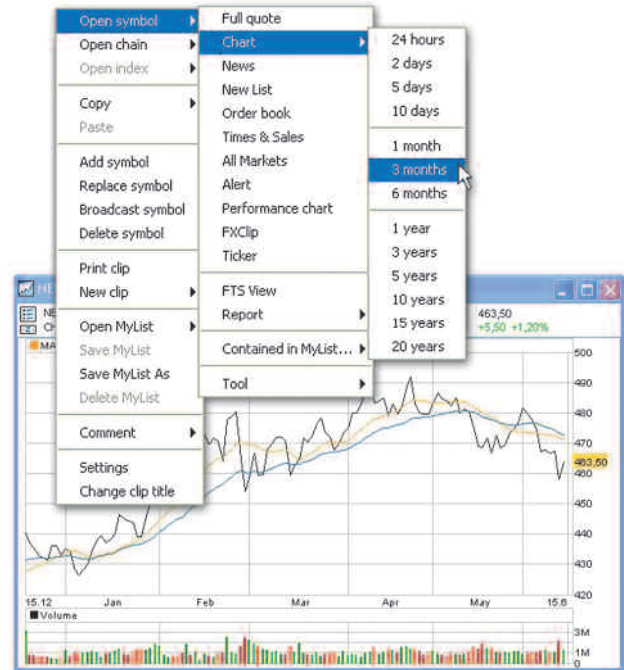 Open symbol
Open chain
Open index
Copy
Paste
Add symbol
Replace symbol
Broadcast symbol
Delete symbol
Print clip
New clip
Open MyList
Save MyList
Save MyList As
Delete MyList
Comment
Settings
Change clip title
Full quote
Chart
News
New List
Order book
Times & Sales
All Markets
Alert
Performance chart
FXClip
Ticker
FTS View
Report
Contained in MyList...
Tool
24 hours
2 days
5 days
10 days
1 month
3 months
6 months
1 year
3 years
5 years
10 years
15 years
20 years
NE
463,50
CH
+5,50 +1,20%
MA
500
490
480
470
463,50
460
450
440
430
420
15.12 Jan Feb Mar Apr May 15.6
Volume
3M
1M
0